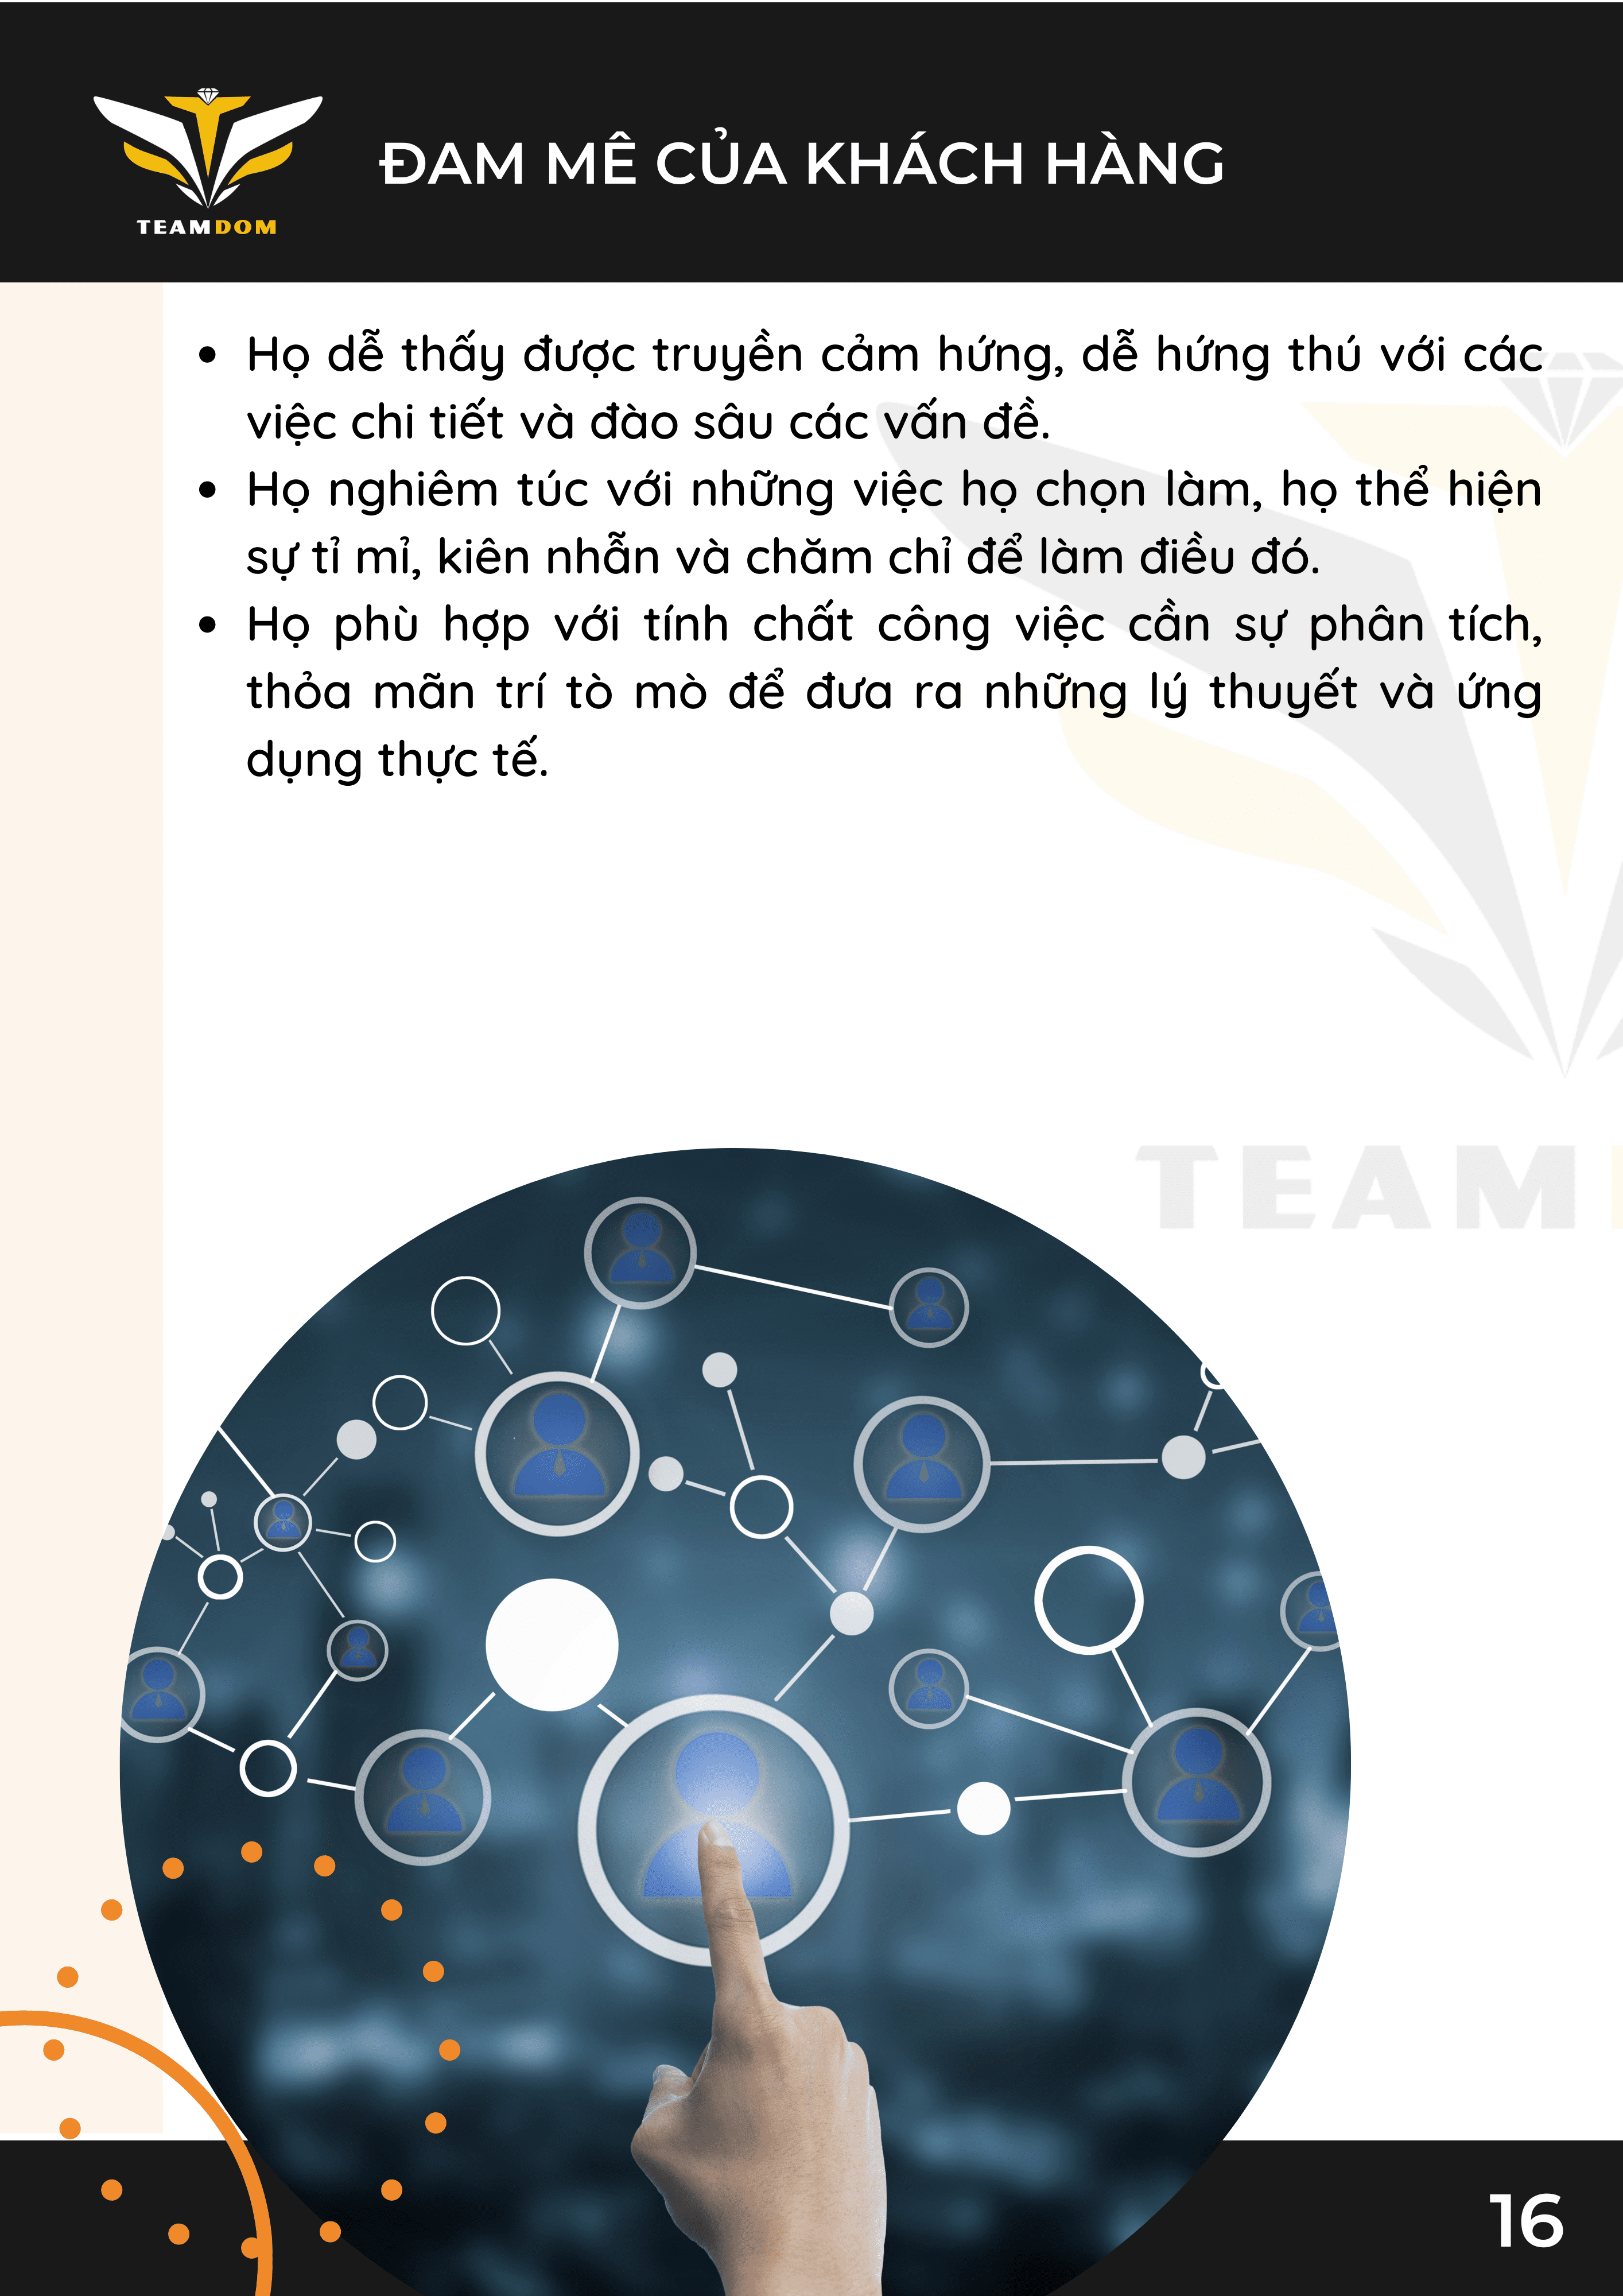 TEAMDOM
ĐAM MÊ CỦA KHÁCH HÀNG
• Họ dễ thấy được truyền cảm hứng, dễ hứng thú với các
việc chi tiết và đào sâu các vấn đề.
• Họ nghiêm túc với những việc họ chọn làm, họ thể hiện
sự tỉ mỉ, kiên nhẫn và chăm chỉ để làm điều đó.
• Họ phù hợp với tính chất công việc cần sự phân tích,
thỏa mãn trí tò mò để đưa ra những lý thuyết và ứng
dụng thực tế.
TEAM
16